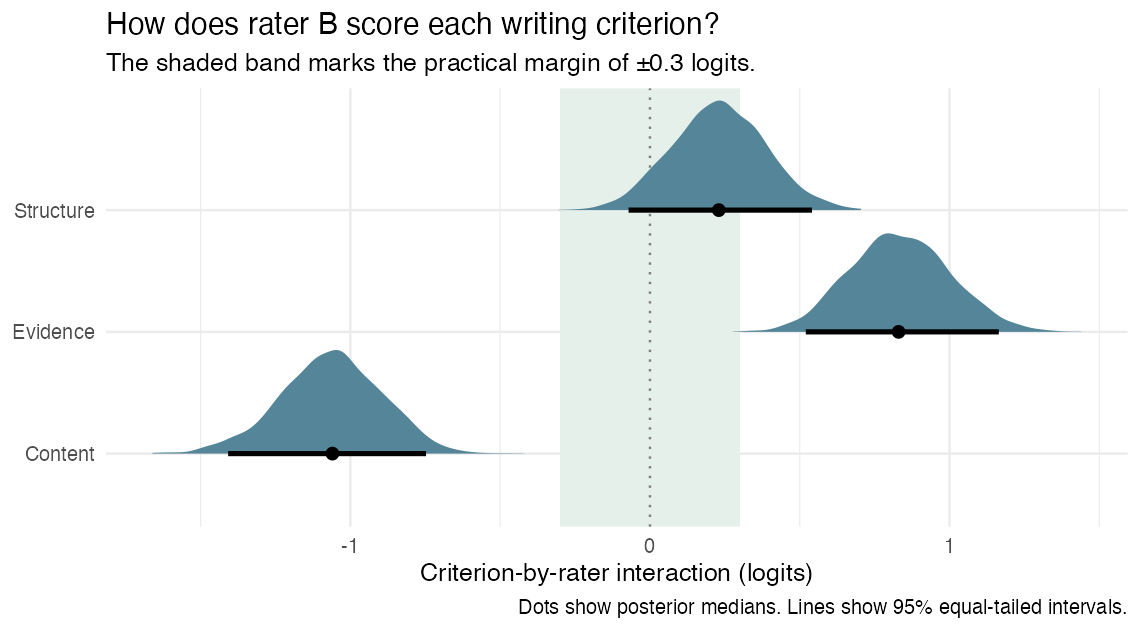 How does rater B score each writing criterion?
The shaded band marks the practical margin of ±0.3 logits.
Structure
Evidence
Content
-1
0
1
Criterion-by-rater interaction (logits)
Dots show posterior medians. Lines show 95% equal-tailed intervals.